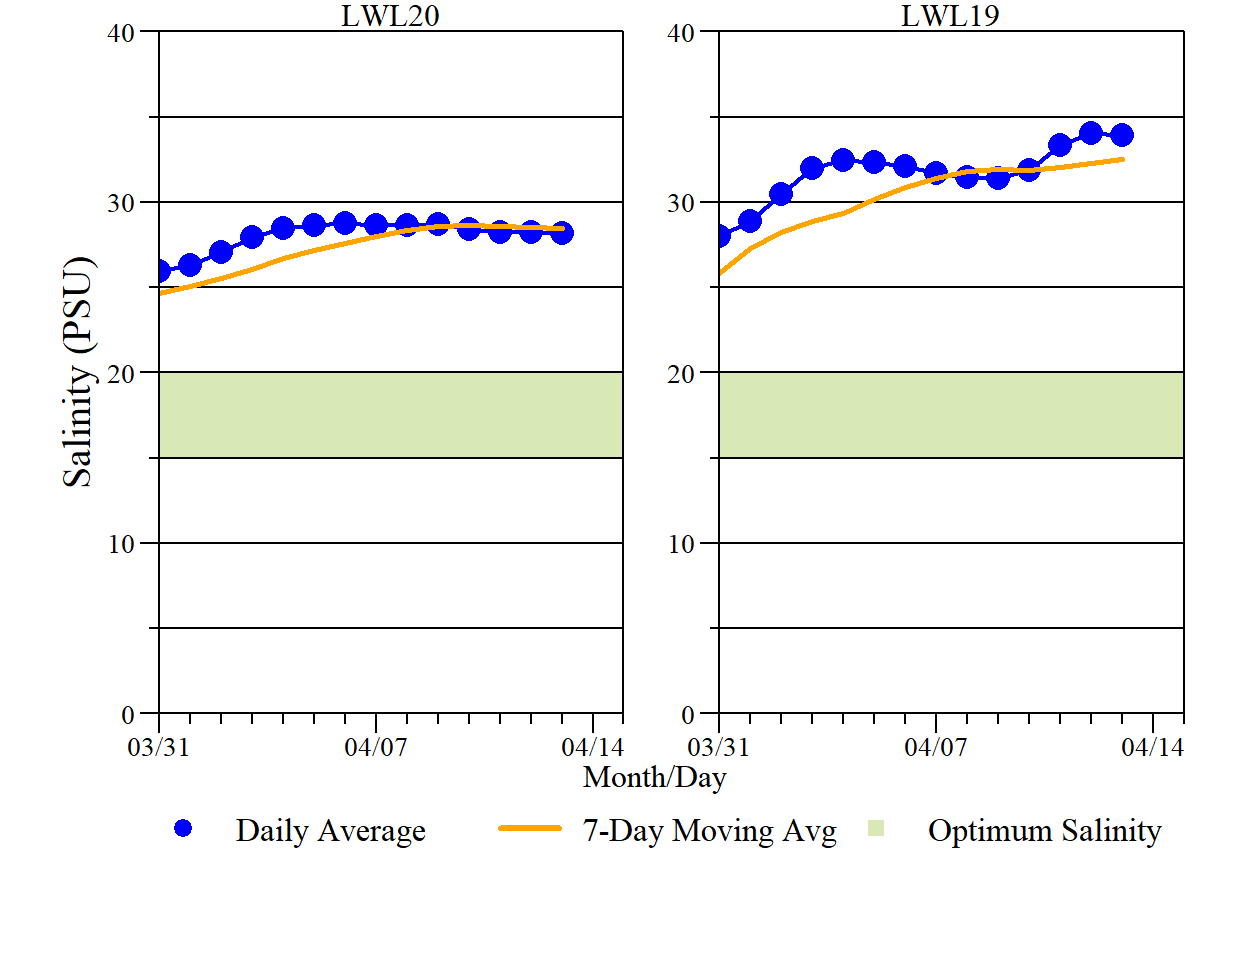 LWL20
LWL19
40
30
20
10
0
40
30
20
10
0
Salinity (PSU)
03/31
04/07
04/14
03/31
04/07
04/14
Month/Day
Daily Average
7-Day Moving Avg
Optimum Salinity